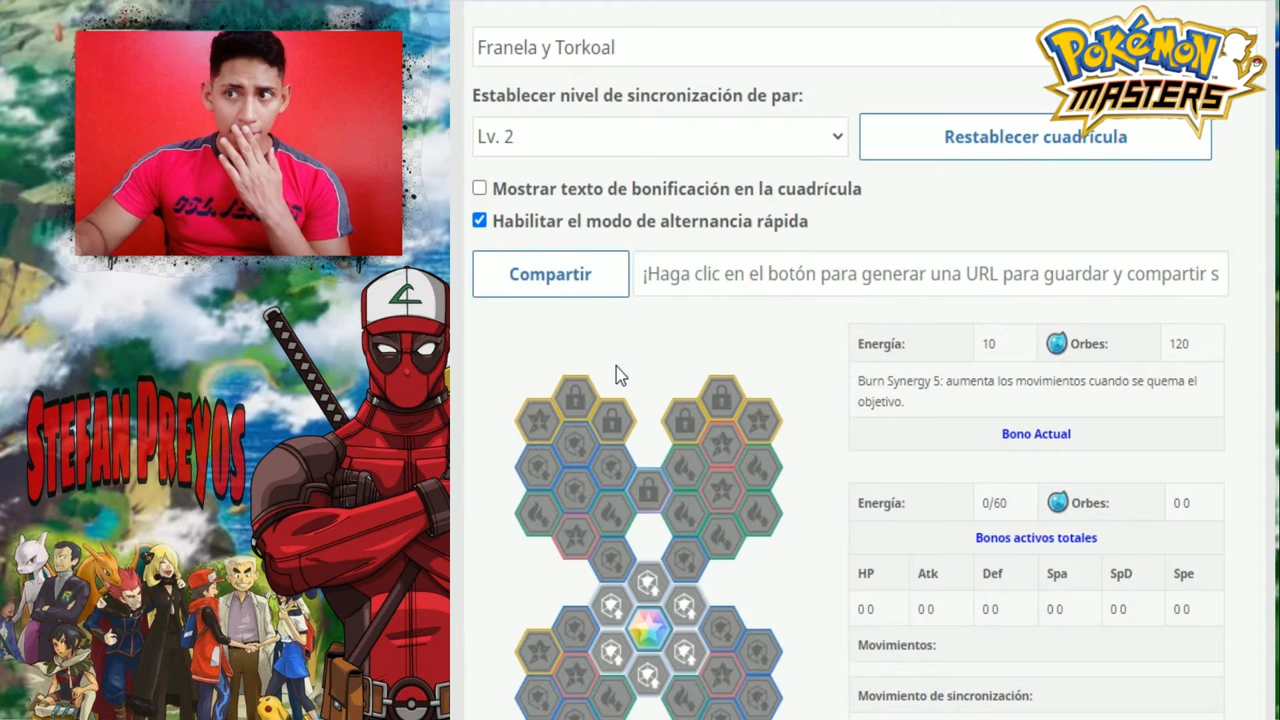 Franela y Torkoal
POKéMON
MASTERS
Establecer nivel de sincronización de par:
Lv. 2
Restablecer cuadrícula
Mostrar texto de bonificación en la cuadrícula
Habilitar el modo de alternancia rápida
Compartir
¡Haga clic en el botón para generar una URL para guardar y compartir s
Energía: 10 Orbes: 120
Burn Synergy 5: aumenta los movimientos cuando se quema el
objetivo.
Bono Actual
Energía: 0/60 Orbes: 0 0
Bonos activos totales
HP Atk Def Spa SpD Spe
0 0 0 0 0 0 0 0 0 0 0 0
Movimientos:
Movimiento de sincronización:
STEFAN PREYOS